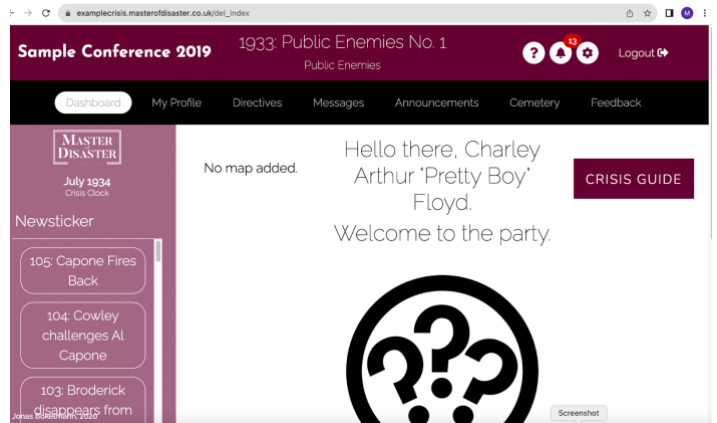 examplecrisis.masterofdisaster.co.uk/del_index
M
Sample Conference 2019
1933: Public Enemies No. 1
Public Enemies
?
13
Logout
Dashboard
My Profile
Directives
Messages
Announcements
Cemetery
Feedback
MASTER
OF
DISASTER
July 1934
Crisis Clock
Newsticker
105: Capone Fires
Back
104: Cowley
challenges Al
Capone
103: Broderick
disappears from
Jonas Bokelmann, 2020
No map added.
Hello there, Charley
Arthur "Pretty Boy"
Floyd.
Welcome to the party.
CRISIS GUIDE
???
Screenshot